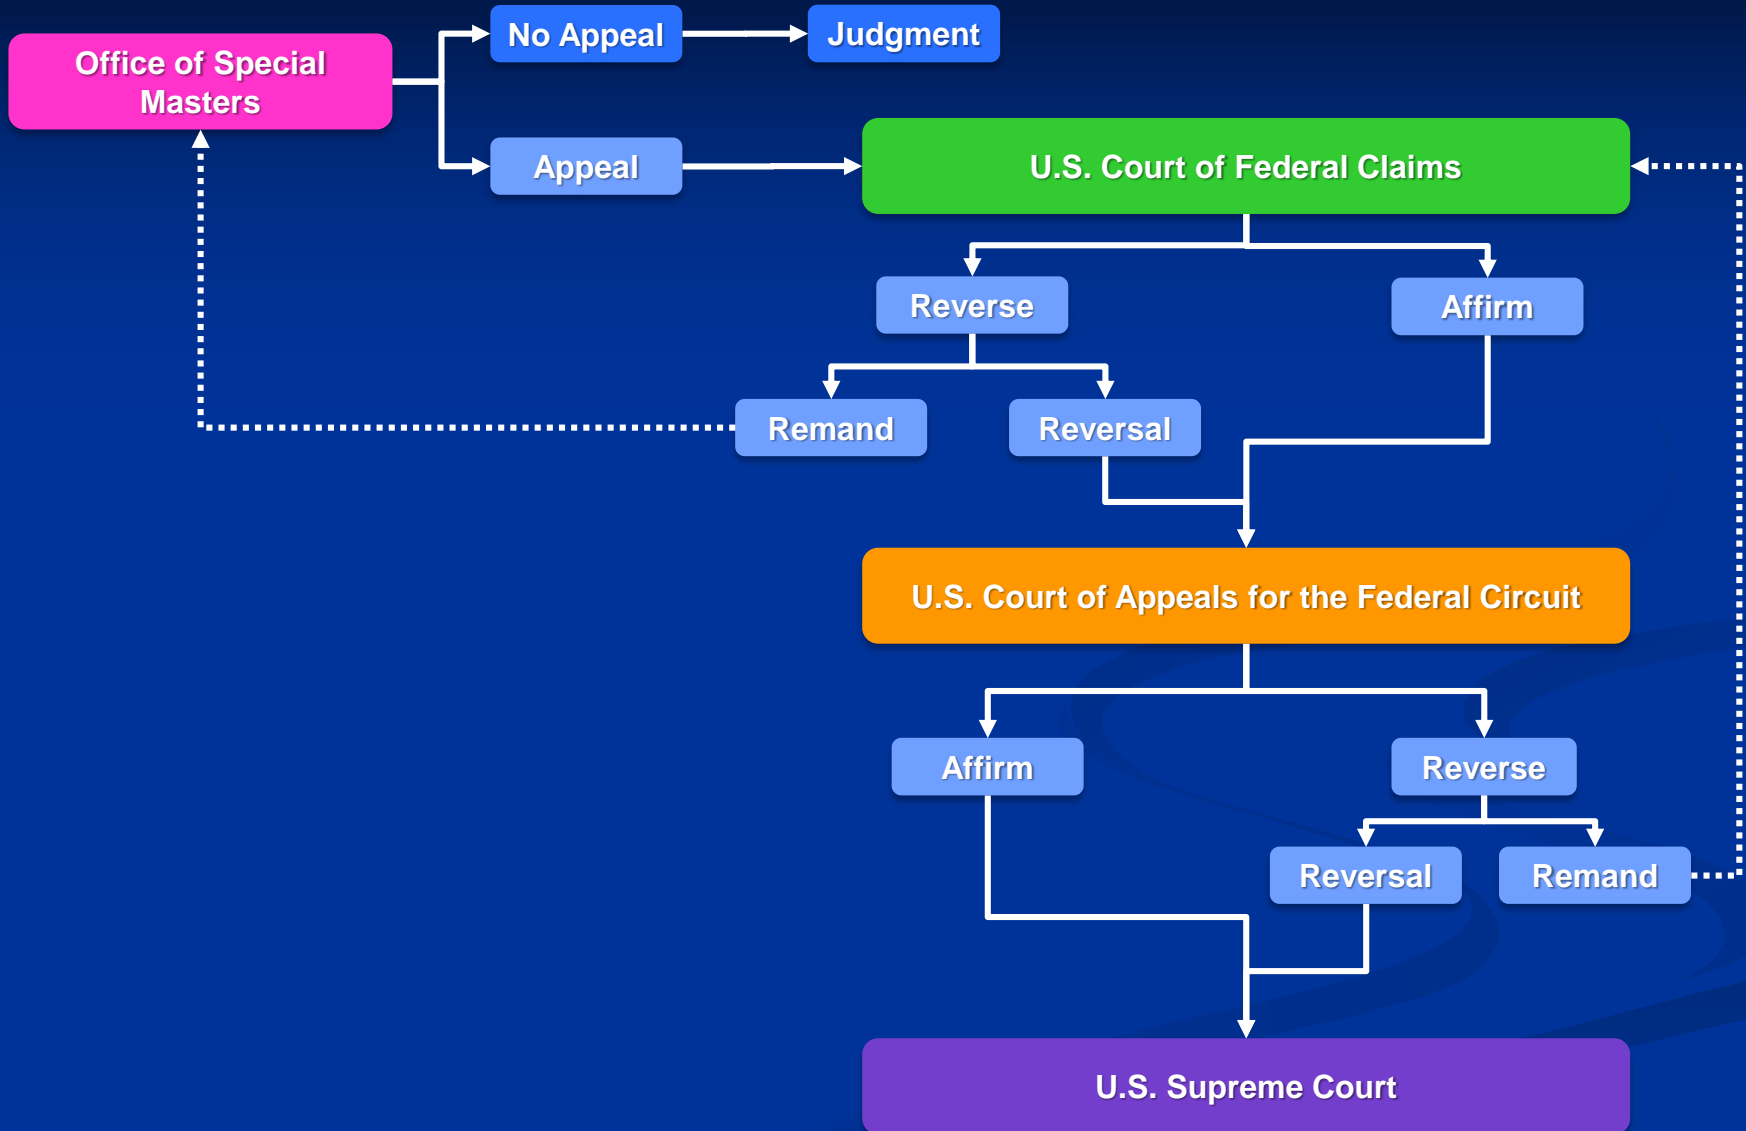 No Appeal
Judgment
Office of Special
Masters
Appeal
U.S. Court of Federal Claims
Reverse
Affirm
Remand
Reversal
U.S. Court of Appeals for the Federal Circuit
Affirm
Reverse
Reversal
Remand
U.S. Supreme Court